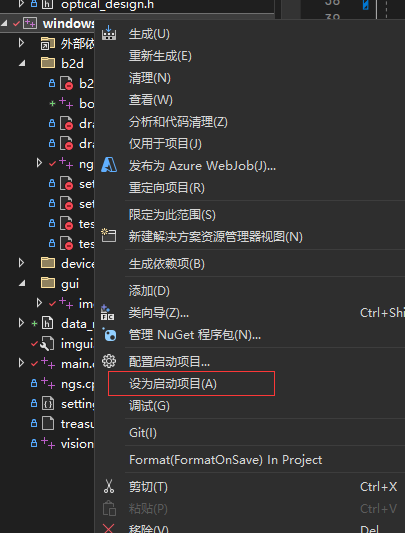 optical_design.h
38
39
windows
外部依
b2d
b2
bo
dra
dra
ng
set
set
tes
tes
device
gui
img
data_r
imgui
main.c
ngs.cp
setting
treasu
vision
生成(U)
重新生成(E)
清理(N)
查看(W)
分析和代码清理(Z)
仅用于项目(J)
发布为 Azure WebJob(J)...
重定向项目(R)
限定为此范围(S)
新建解决方案资源管理器视图(N)
生成依赖项(B)
添加(D)
类向导(Z)... Ctrl+Shi
管理 NuGet 程序包(N)...
配置启动项目...
设为启动项目(A)
调试(G)
Git(I)
Format(FormatOnSave) In Project
剪切(T) Ctrl+X
粘贴(P) Ctrl+V
移除(V) Del